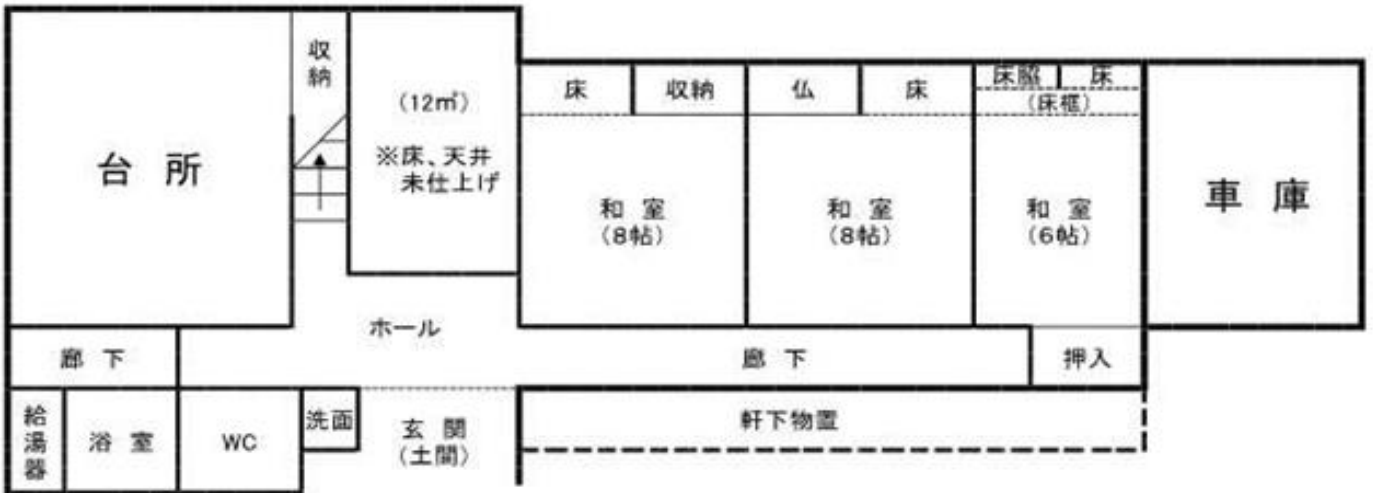 台所
収納
(12㎡)
※床、天井
未仕上げ
床
収納
仏
床
床脇
床
(床框)
和室
(8帖)
和室
(8帖)
和室
(6帖)
車庫
ホール
廊下
廊下
押入
給湯器
浴室
WC
洗面
玄関
(土間)
軒下物置